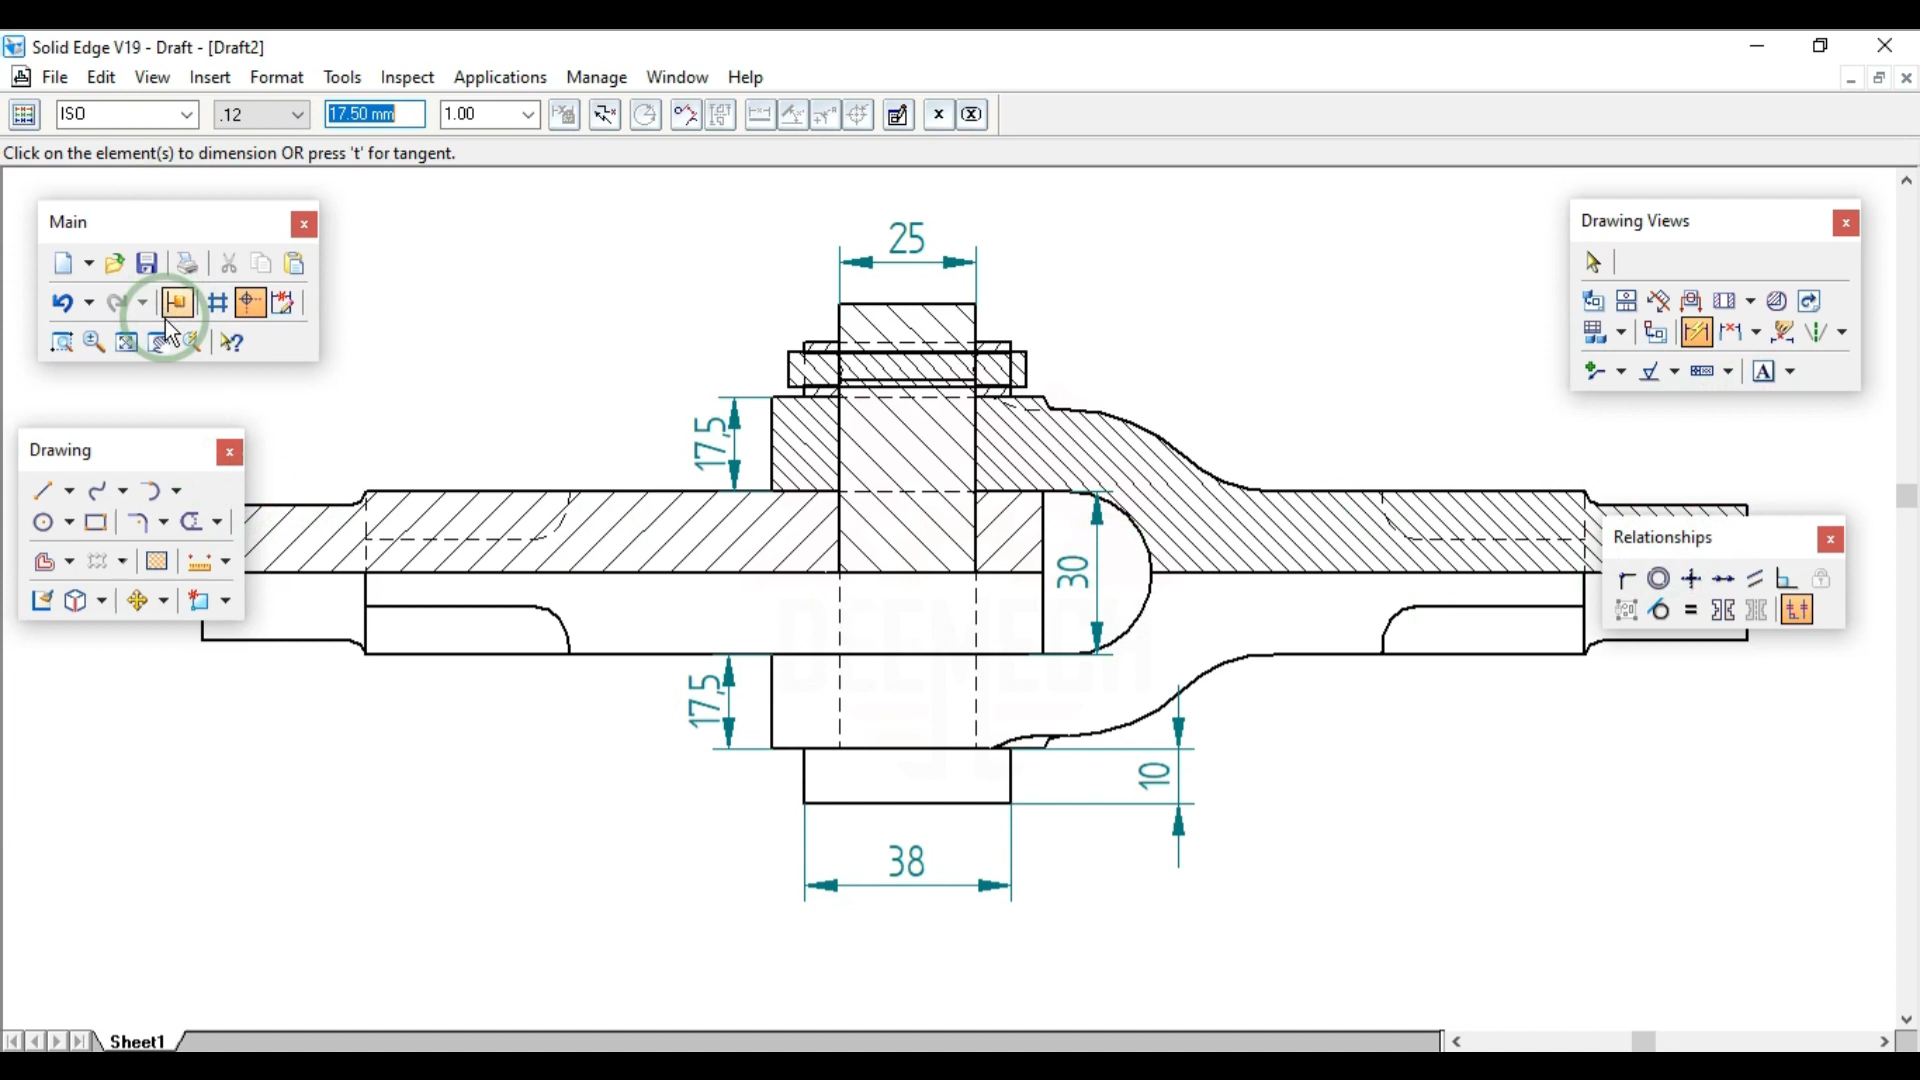 Solid Edge V19 - Draft - [Draft2]
File Edit View Insert Format Tools Inspect Applications Manage Window Help
ISO .12 17.50 mm 1.00
Click on the element(s) to dimension OR press 't' for tangent.
Main
Drawing Views
25
17,5
Drawing
A
30
Relationships
DEEMECH
17,5
10
38
Sheet1